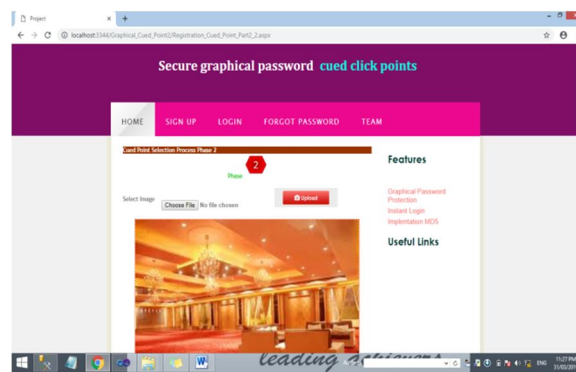 Project
localhost:3344/Graphical_Cued_Point2/Registration_Cued_Point_Part2_2.aspx
Secure graphical password cued click points
HOME SIGN UP LOGIN FORGOT PASSWORD TEAM
Cued Point Selection Process Phase 2
2
Phase
Select Image Choose File No file chosen Upload
Features
Graphical Password
Protection
Instant Login
Implentation MD5
Useful Links
leading achievers
ENG 11:27 PM